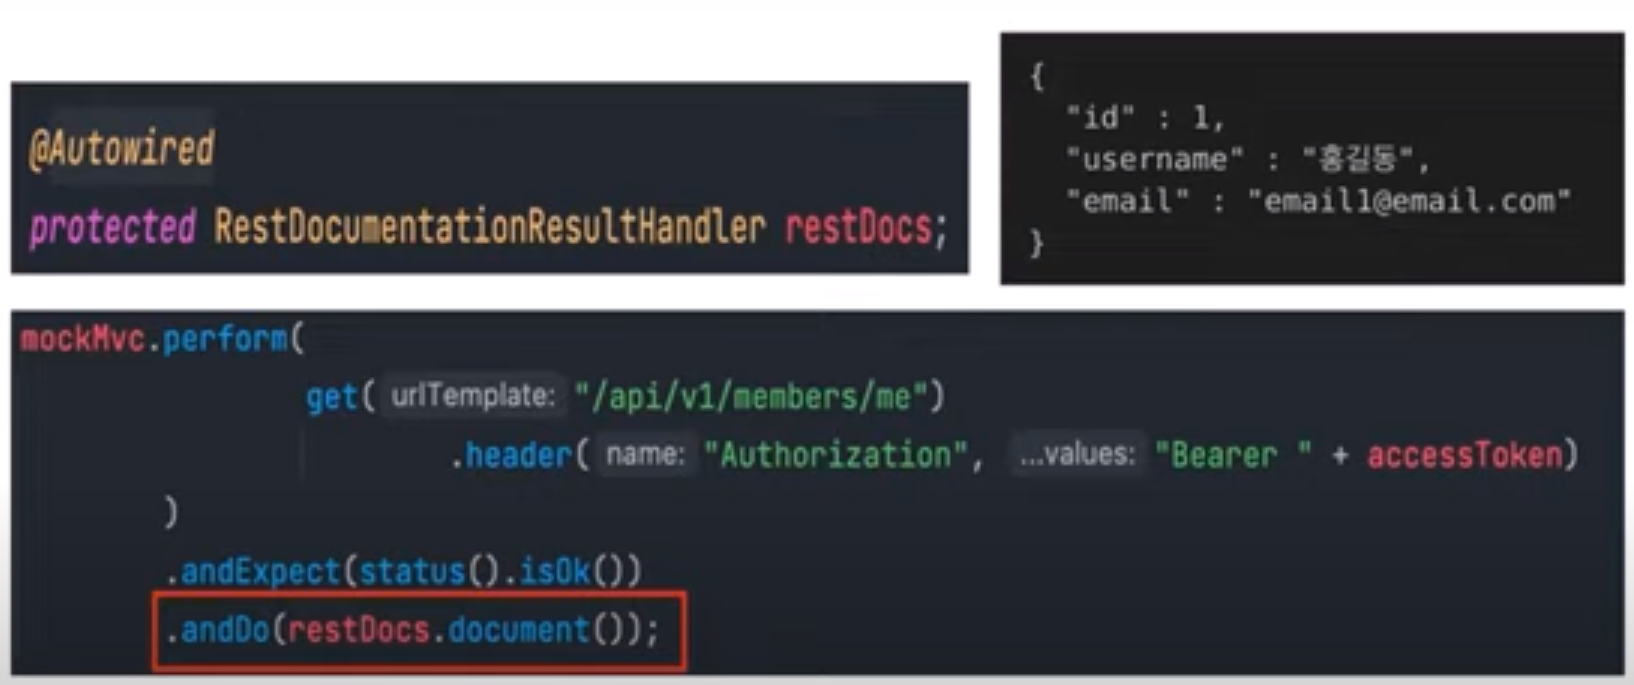 @Autowired
protected RestDocumentationResultHandler restDocs;
{
"id" : 1,
"username" : "홍길동",
"email" : "email1@email.com"
}
mockMvc.perform(
get( urlTemplate: "/api/v1/members/me")
.header( name: "Authorization", ...values: "Bearer " + accessToken)
)
.andExpect(status().isOk())
.andDo(restDocs.document());